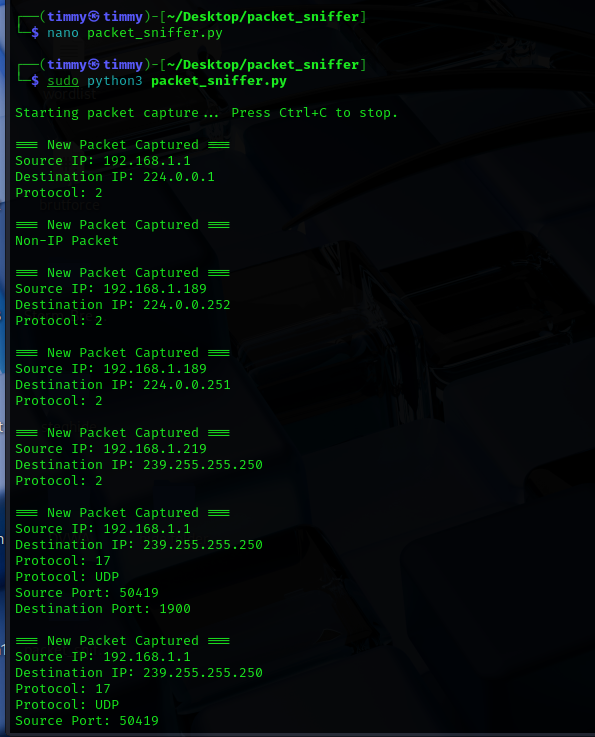 ┌──(timmy㉿timmy)-[~/Desktop/packet_sniffer]
└─$ nano packet_sniffer.py
┌──(timmy㉿timmy)-[~/Desktop/packet_sniffer]
└─$ sudo python3 packet_sniffer.py
Starting packet capture... Press Ctrl+C to stop.
=== New Packet Captured ===
Source IP: 192.168.1.1
Destination IP: 224.0.0.1
Protocol: 2
=== New Packet Captured ===
Non-IP Packet
=== New Packet Captured ===
Source IP: 192.168.1.189
Destination IP: 224.0.0.252
Protocol: 2
=== New Packet Captured ===
Source IP: 192.168.1.189
Destination IP: 224.0.0.251
Protocol: 2
=== New Packet Captured ===
Source IP: 192.168.1.219
Destination IP: 239.255.255.250
Protocol: 2
=== New Packet Captured ===
Source IP: 192.168.1.1
Destination IP: 239.255.255.250
Protocol: 17
Protocol: UDP
Source Port: 50419
Destination Port: 1900
=== New Packet Captured ===
Source IP: 192.168.1.1
Destination IP: 239.255.255.250
Protocol: 17
Protocol: UDP
Source Port: 50419